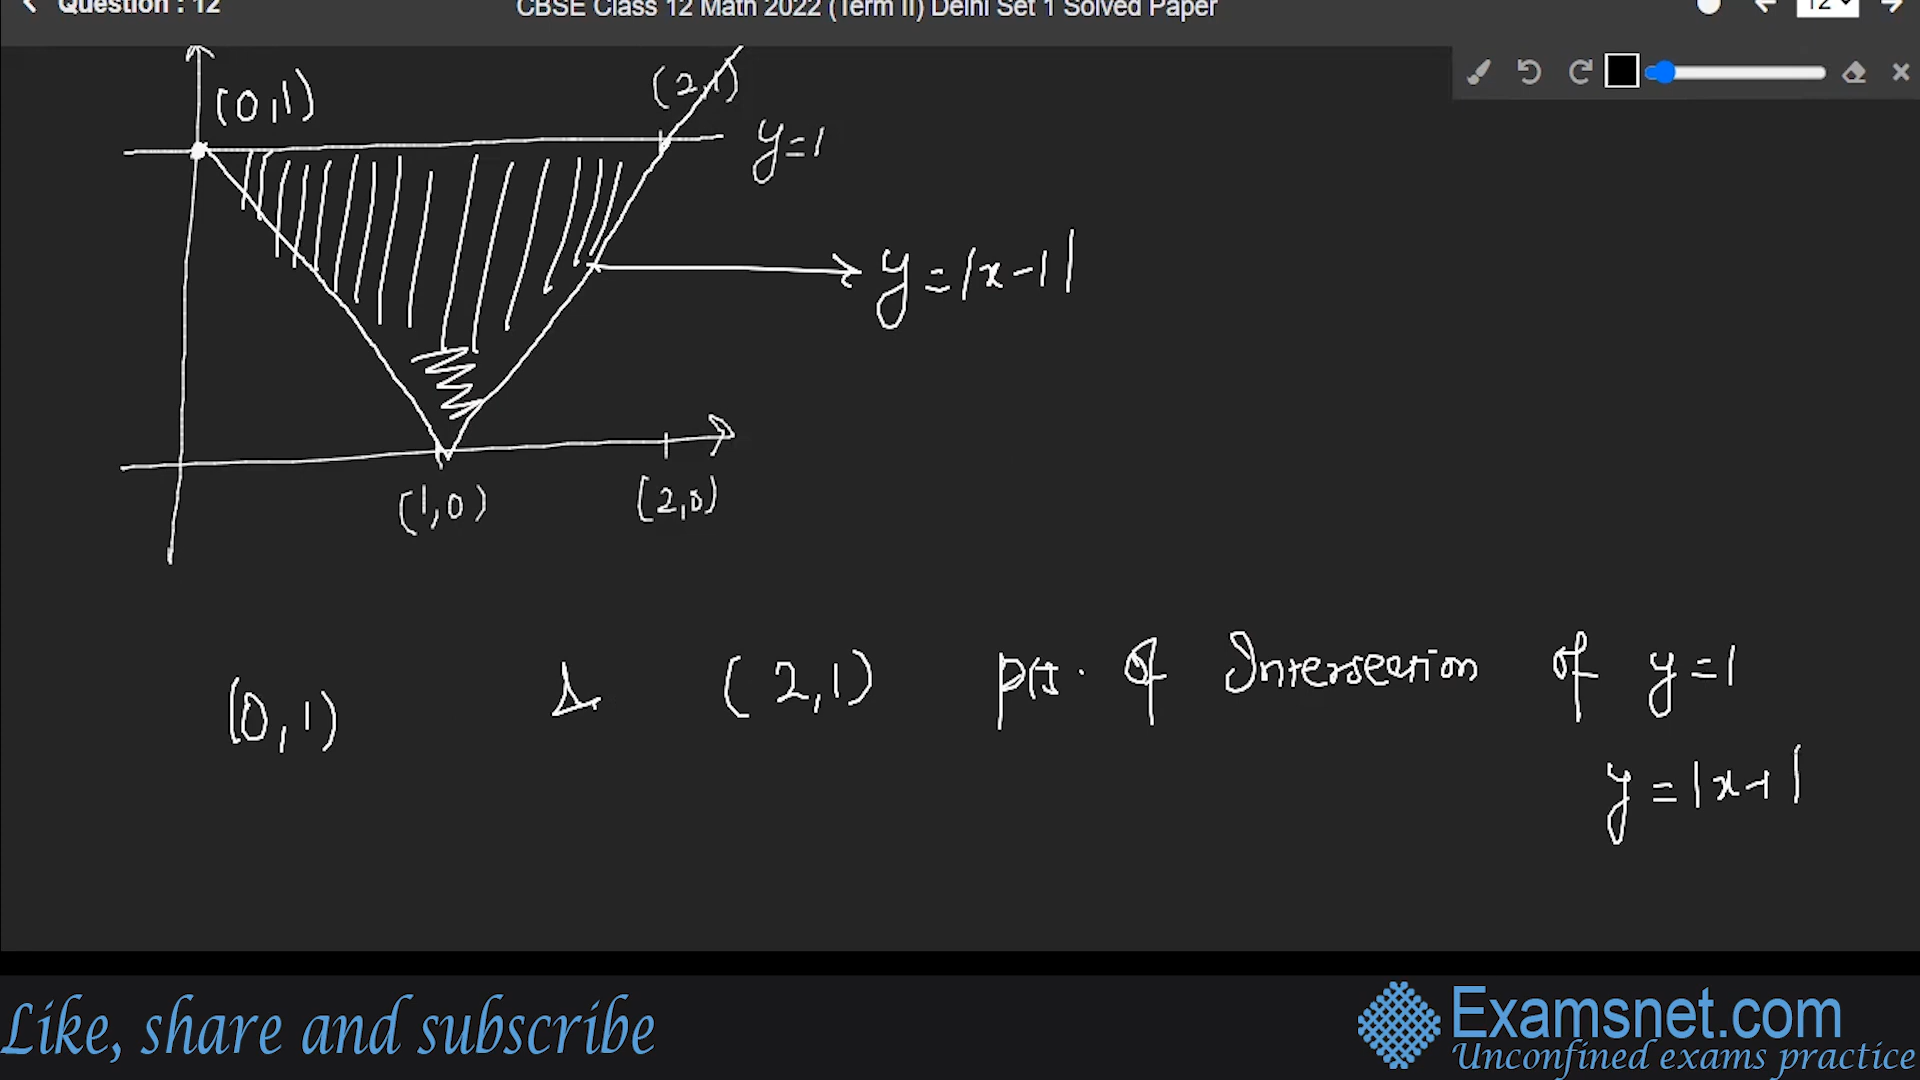 Question : 12
CBSE Class 12 Math 2022 (Term II) Delhi Set 1 Solved Paper
12
(0,1)
(2,1)
y=1
y=|x-1|
(1,0)
(2,0)
(0,1) & (2,1) pts. of Intersection of y=1
y=|x-1|
Like, share and subscribe
Examsnet.com
Unconfined exams practice